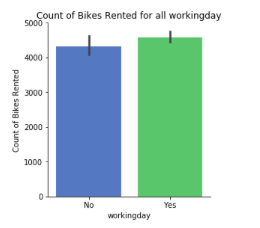 Count of Bikes Rented for all workingday
5000
4000
3000
2000
1000
0
Count of Bikes Rented
No Yes
workingday